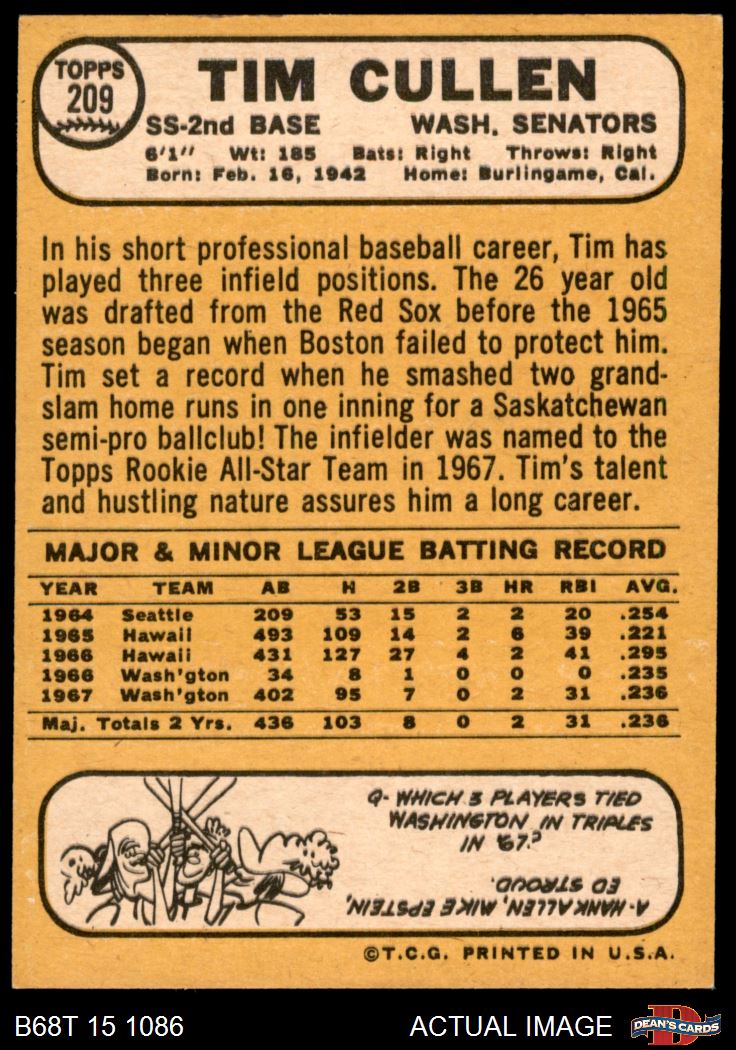 TOPPS
209
TIM CULLEN
SS-2nd BASE WASH. SENATORS
6'1" Wt: 185 Bats: Right Throws: Right
Born: Feb. 16, 1942 Home: Burlingame, Cal.
In his short professional baseball career, Tim has
played three infield positions. The 26 year old
was drafted from the Red Sox before the 1965
season began when Boston failed to protect him.
Tim set a record when he smashed two grand-
slam home runs in one inning for a Saskatchewan
semi-pro ballclub! The infielder was named to the
Topps Rookie All-Star Team in 1967. Tim's talent
and hustling nature assures him a long career.
MAJOR & MINOR LEAGUE BATTING RECORD
YEAR TEAM AB H 2B 3B HR RBI AVG.
1964 Seattle 209 53 15 2 2 20 .254
1965 Hawaii 493 109 14 2 6 39 .221
1966 Hawaii 431 127 27 4 2 41 .295
1966 Wash'gton 34 8 1 0 0 0 .235
1967 Wash'gton 402 95 7 0 2 31 .236
Maj. Totals 2 Yrs. 436 103 8 0 2 31 .236
Q- WHICH 3 PLAYERS TIED
WASHINGTON IN TRIPLES
IN '67?
A- HANK ALLEN, MIKE EPSTEIN,
ED STROUD.
©T.C.G. PRINTED IN U.S.A.
B68T 15 1086 ACTUAL IMAGE
D
DEAN'S CARDS